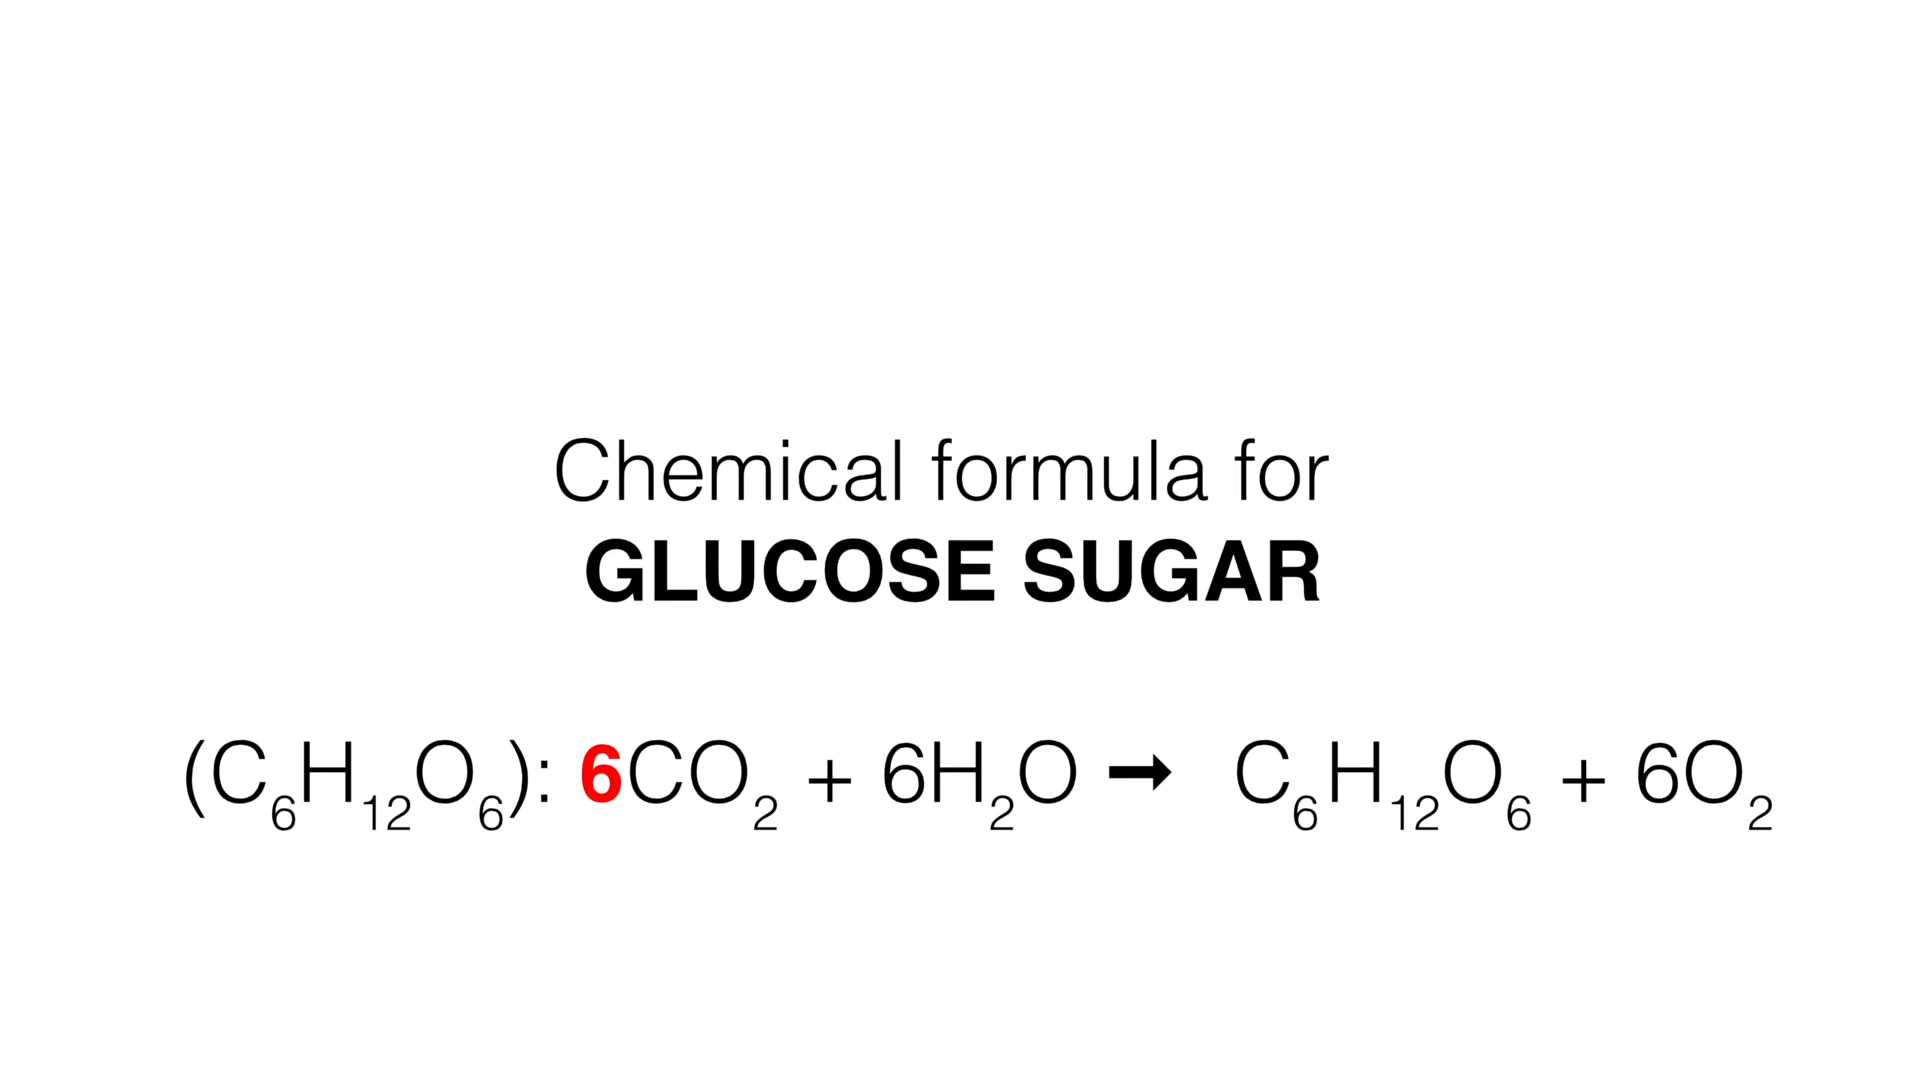 Chemical formula for
GLUCOSE SUGAR
(C₆H₁₂O₆): 6CO₂ + 6H₂O ➞ C₆H₁₂O₆ + 6O₂